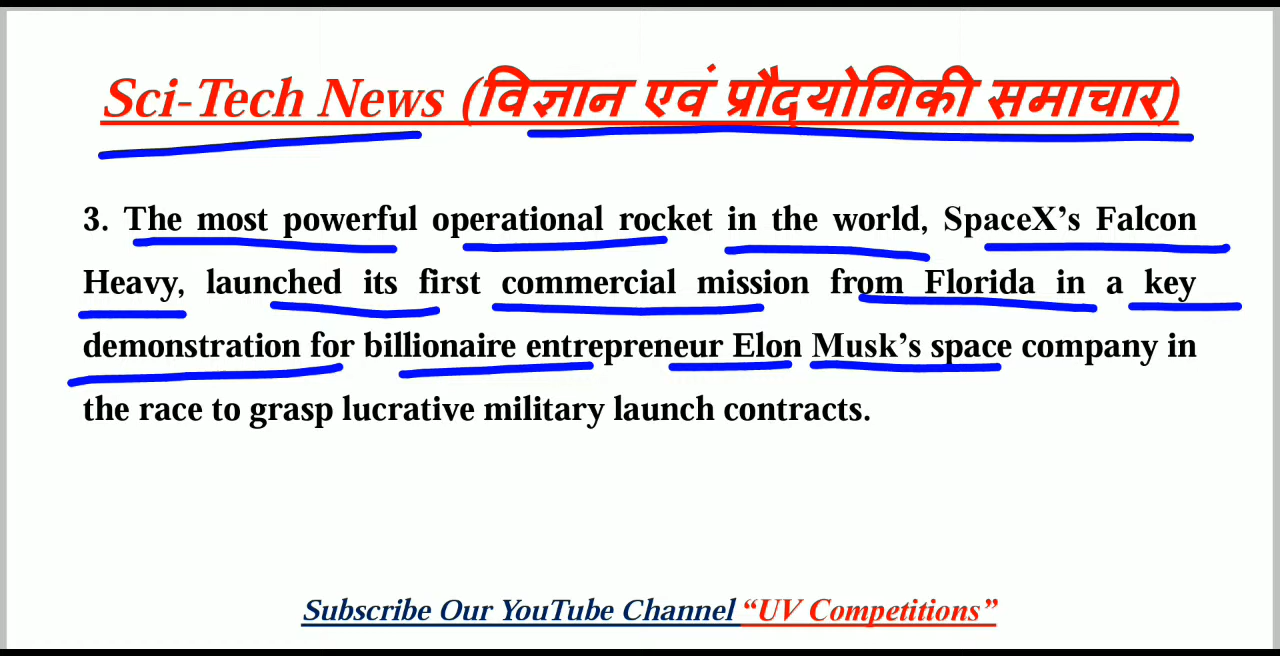 Sci-Tech News (विज्ञान एवं प्रौदयोगिकी समाचार)
3. The most powerful operational rocket in the world, SpaceX’s Falcon
Heavy, launched its first commercial mission from Florida in a key
demonstration for billionaire entrepreneur Elon Musk’s space company in
the race to grasp lucrative military launch contracts.
Subscribe Our YouTube Channel “UV Competitions”